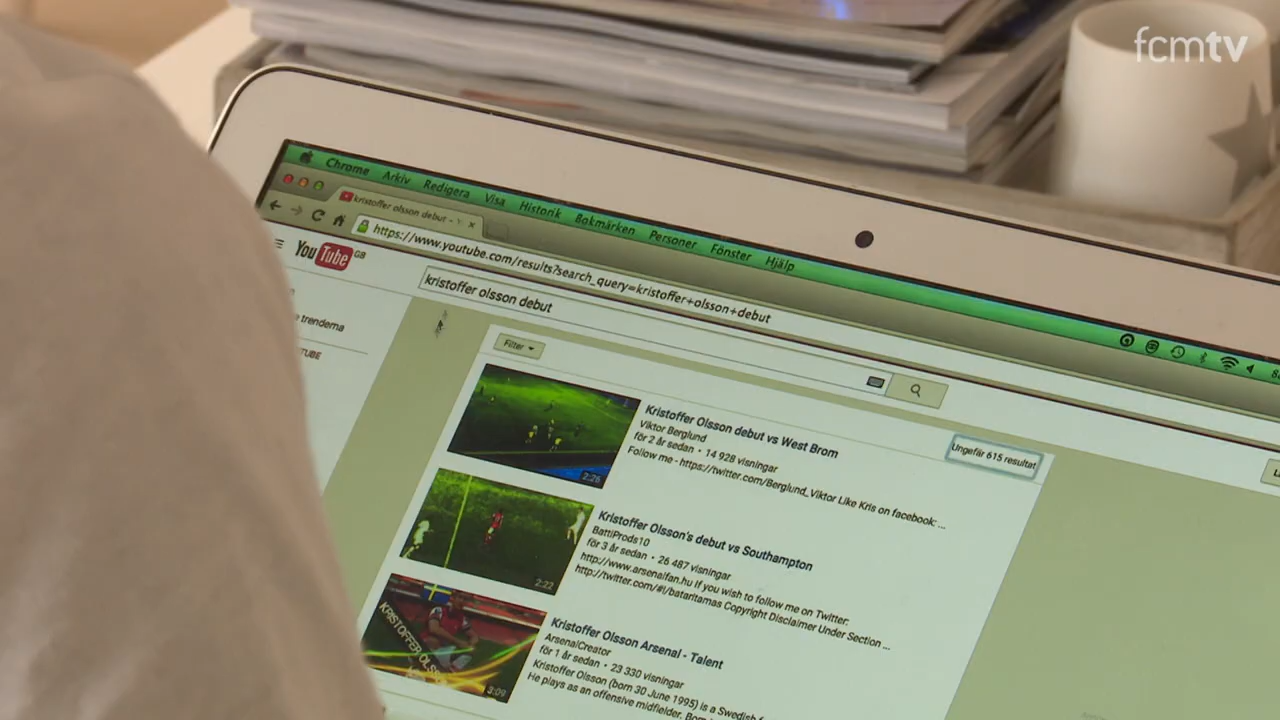 fcmtv
Chrome Arkiv Redigera Visa Historik Bokmärken Personer Fönster Hjälp
kristoffer olsson debut -
https://www.youtube.com/results?search_query=kristoffer+olsson+debut
YouTube GB
kristoffer olsson debut
trenderna
TUBE
Filter
Ungefär 615 resultat
Kristoffer Olsson debut vs West Brom
Viktor Berglund
för 2 år sedan • 14 928 visningar
Follow me - https://twitter.com/Berglund_Viktor Like Kris on facebook: ...
2:26
Kristoffer Olsson's debut vs Southampton
BattiProds10
för 3 år sedan • 26 487 visningar
http://www.arsenalfan.hu If you wish to follow me on Twitter:
http://twitter.com/#!/bataritamas Copyright Disclaimer Under Section ...
2:22
Kristoffer Olsson Arsenal - Talent
ArsenalCreator
för 1 år sedan • 23 330 visningar
Kristoffer Olsson (born 30 June 1995) is a Swedish
He plays as an offensive midfielder.
KRISTOFFER OLSS
3:09